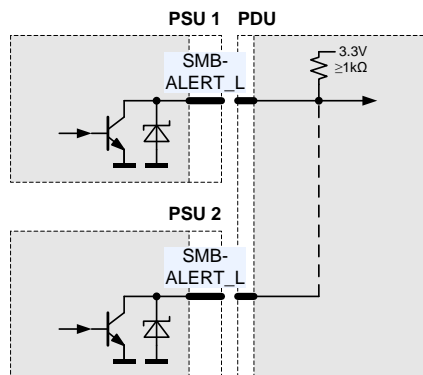 PSU 1 PDU
SMB-
ALERT_L
3.3V
≥1kΩ
PSU 2
SMB-
ALERT_L